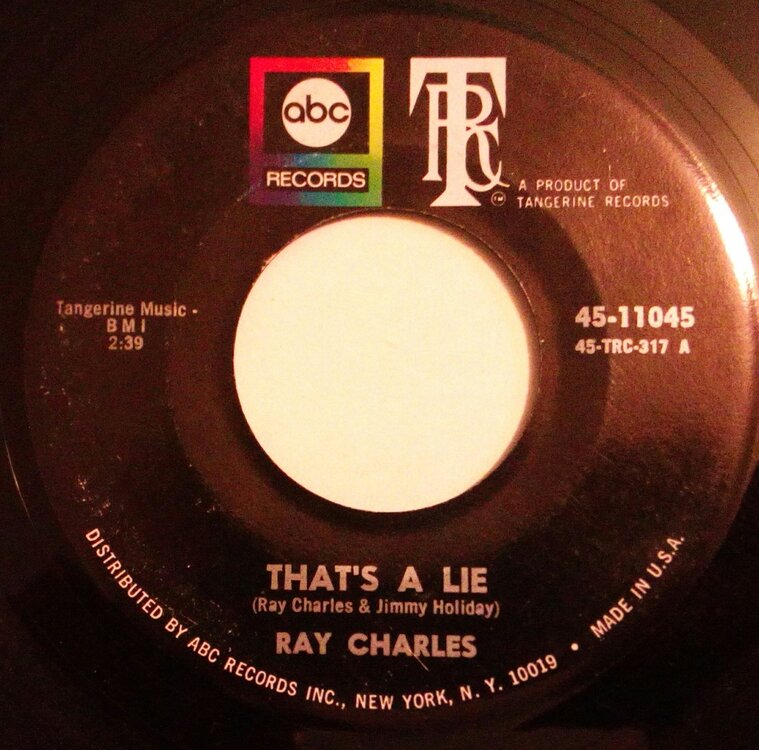 abc
RECORDS
TRC
™
A PRODUCT OF
TANGERINE RECORDS
Tangerine Music -
BMI
2:39
45-11045
45-TRC-317 A
THAT'S A LIE
(Ray Charles & Jimmy Holiday)
RAY CHARLES
DISTRIBUTED BY ABC RECORDS INC., NEW YORK, N. Y. 10019 • MADE IN U.S.A.